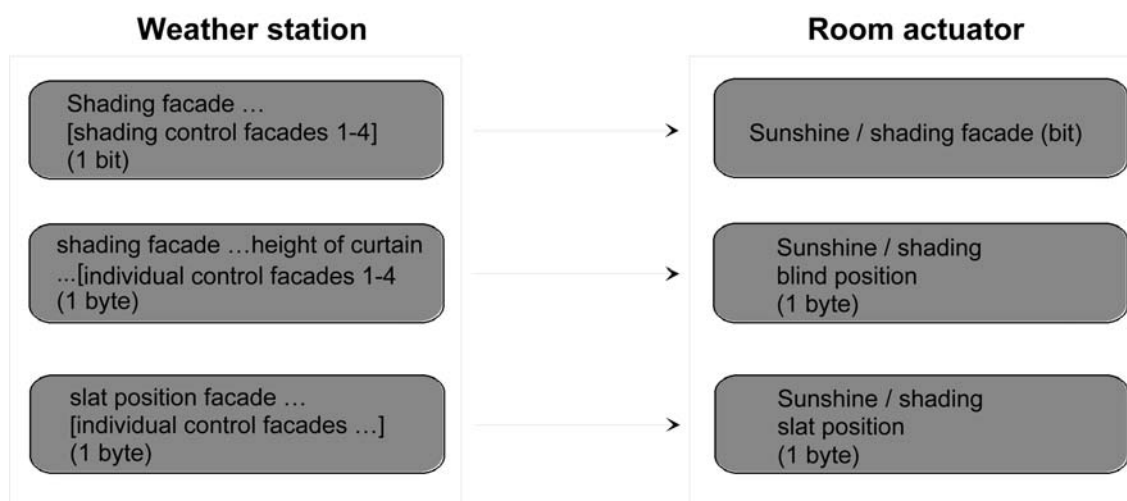 Weather station
Room actuator
Shading facade …
[shading control facades 1-4]
(1 bit)
Sunshine / shading facade (bit)
shading facade …height of curtain
…[individual control facades 1-4
(1 byte)
Sunshine / shading
blind position
(1 byte)
slat position facade …
[individual control facades …]
(1 byte)
Sunshine / shading
slat position
(1 byte)